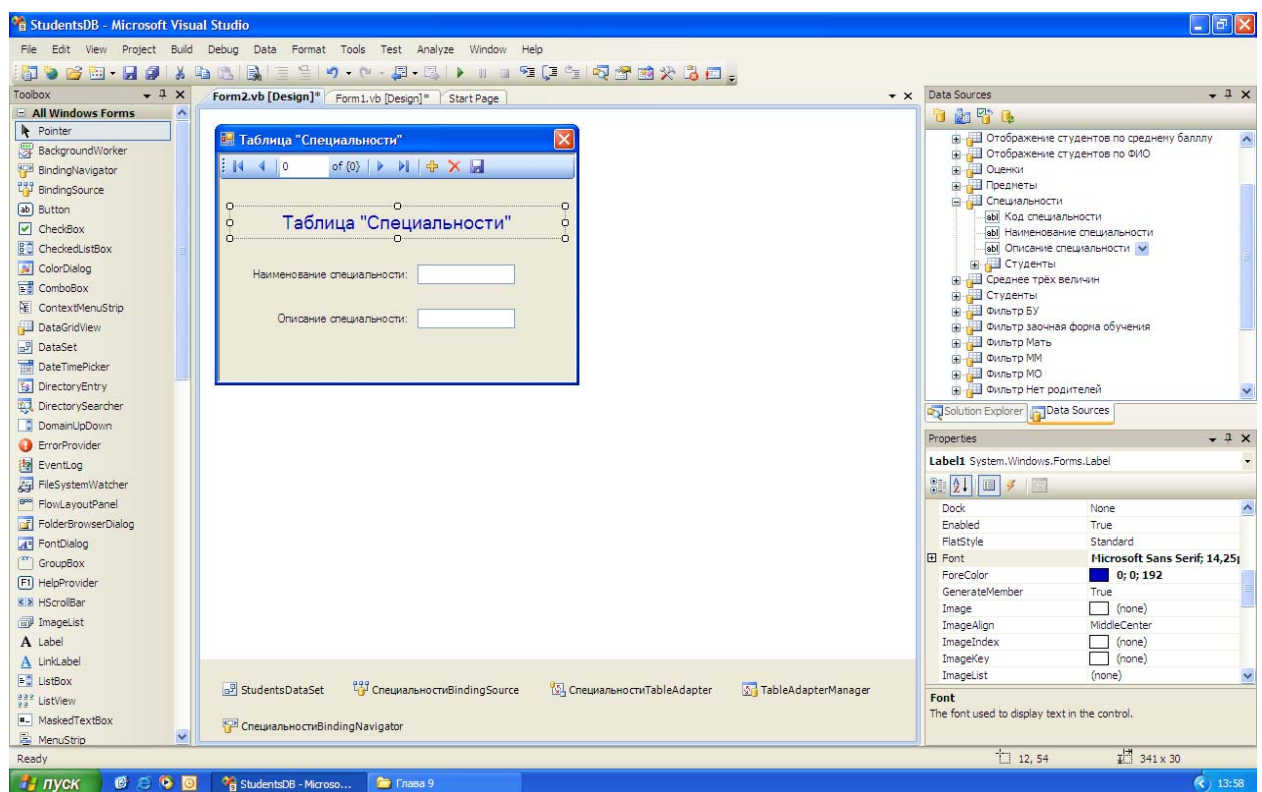 StudentsDB - Microsoft Visual Studio
File Edit View Project Build Debug Data Format Tools Test Analyze Window Help
Toolbox
All Windows Forms
Pointer
BackgroundWorker
BindingNavigator
BindingSource
Button
CheckBox
CheckedListBox
ColorDialog
ComboBox
ContextMenuStrip
DataGridView
DataSet
DateTimePicker
DirectoryEntry
DirectorySearcher
DomainUpDown
ErrorProvider
EventLog
FileSystemWatcher
FlowLayoutPanel
FolderBrowserDialog
FontDialog
GroupBox
HelpProvider
HScrollBar
ImageList
Label
LinkLabel
ListBox
ListView
MaskedTextBox
MenuStrip
Form2.vb [Design]* Form1.vb [Design]* Start Page
Таблица "Специальности"
0 of {0}
Таблица "Специальности"
Наименование специальности:
Описание специальности:
StudentsDataSet СпециальностиBindingSource СпециальностиTableAdapter TableAdapterManager
СпециальностиBindingNavigator
Data Sources
Отображение студентов по среднему баллу
Отображение студентов по ФИО
Оценки
Предметы
Специальности
Код специальности
Наименование специальности
Описание специальности
Студенты
Среднее трёх величин
Студенты
Фильтр БУ
Фильтр заочная форма обучения
Фильтр Мать
Фильтр ММ
Фильтр МО
Фильтр Нет родителей
Solution Explorer Data Sources
Properties
Label1 System.Windows.Forms.Label
Dock None
Enabled True
FlatStyle Standard
Font Microsoft Sans Serif; 14,25p
ForeColor 0; 0; 192
GenerateMember True
Image (none)
ImageAlign MiddleCenter
ImageIndex (none)
ImageKey (none)
ImageList (none)
Font
The font used to display text in the control.
Ready 12, 54 341 x 30
пуск StudentsDB - Microso... Глава 9 13:58